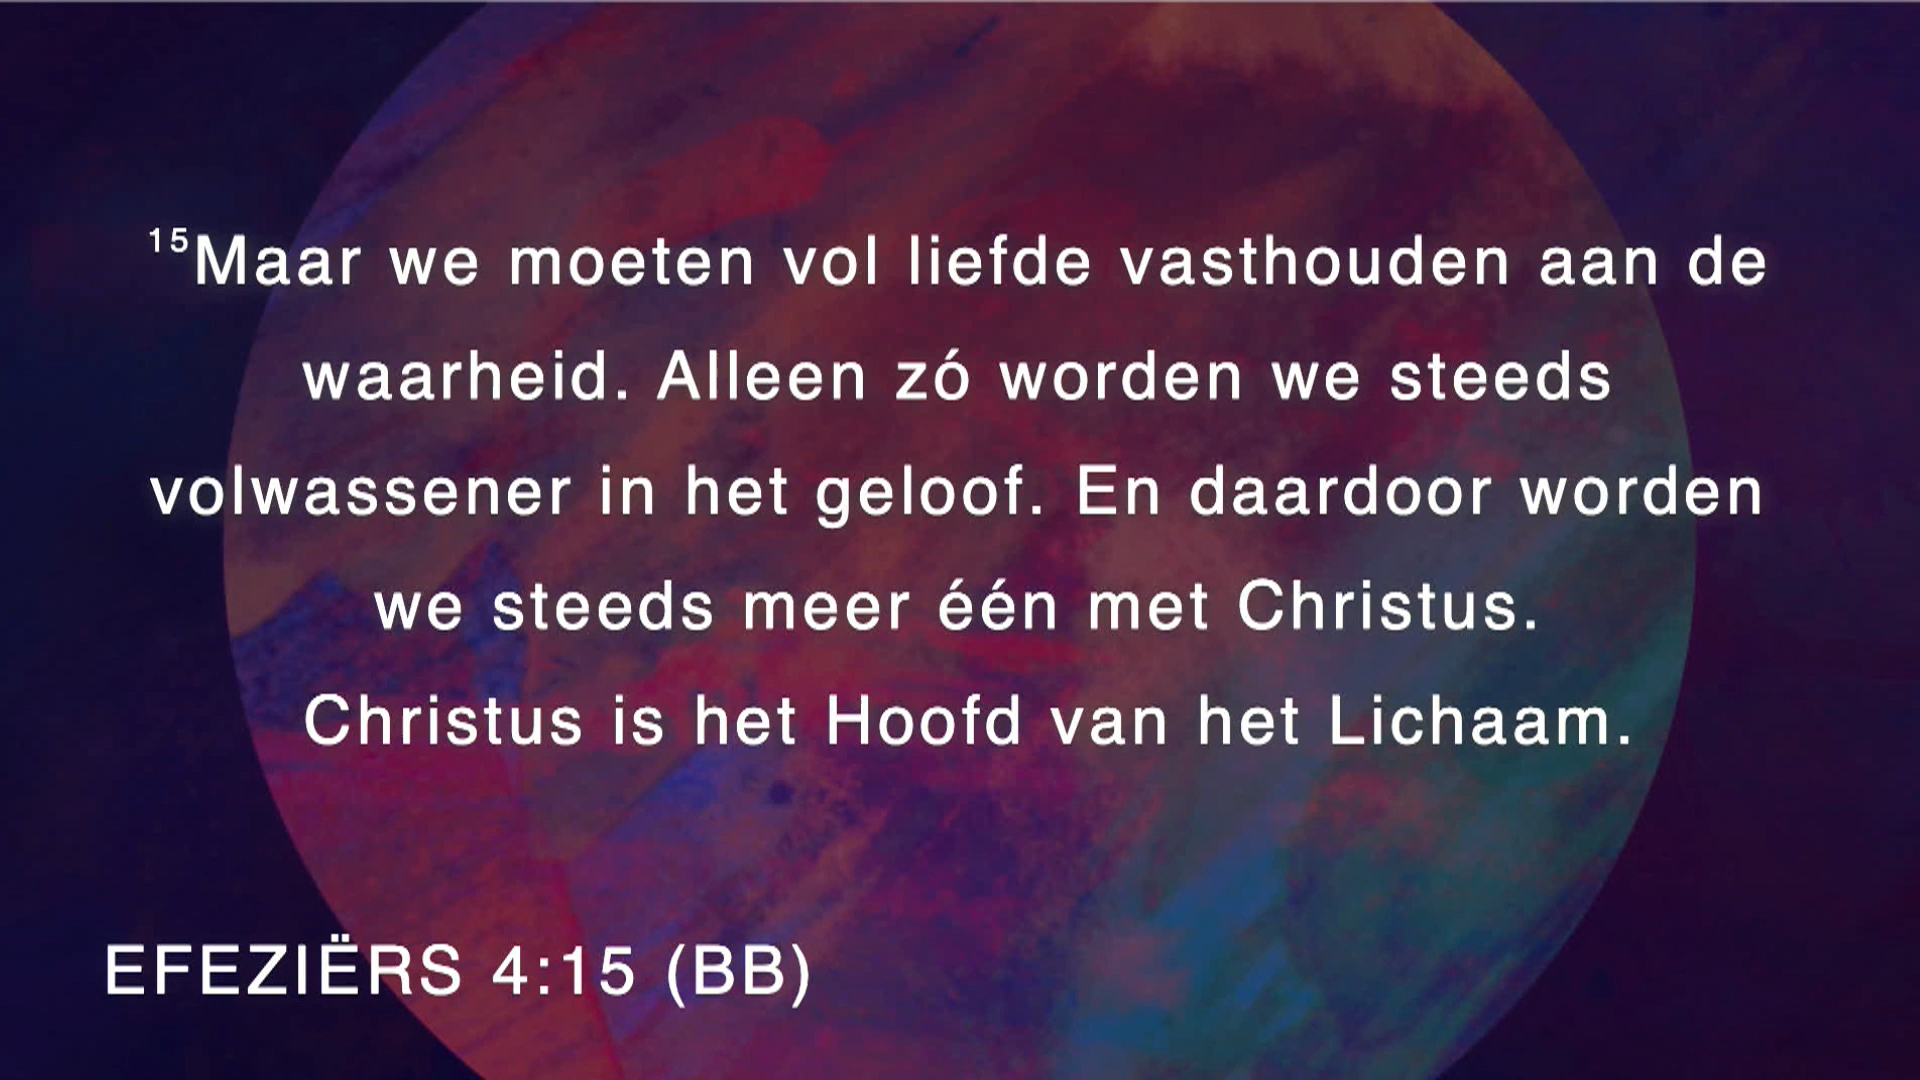 ¹⁵Maar we moeten vol liefde vasthouden aan de
waarheid. Alleen zó worden we steeds
volwassener in het geloof. En daardoor worden
we steeds meer één met Christus.
Christus is het Hoofd van het Lichaam.
EFEZIËRS 4:15 (BB)